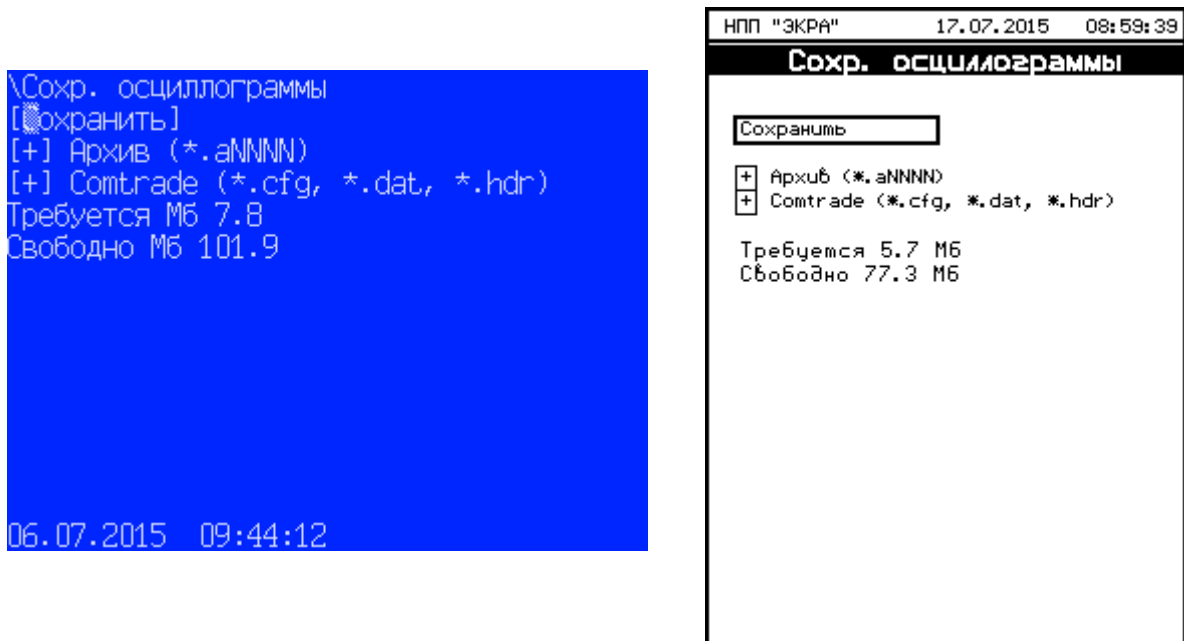 \Сохр. осциллограммы
[охранить]
[+] Архив (*.aNNNN)
[+] Comtrade (*.cfg, *.dat, *.hdr)
Требуется Мб 7.8
Свободно Мб 101.9
06.07.2015 09:44:12
НПП "ЭКРА" 17.07.2015 08:59:39
Сохр. осциллограммы
Сохранить
+ Архив (*.aNNNN)
+ Comtrade (*.cfg, *.dat, *.hdr)
Требуется 5.7 Мб
Свободно 77.3 Мб